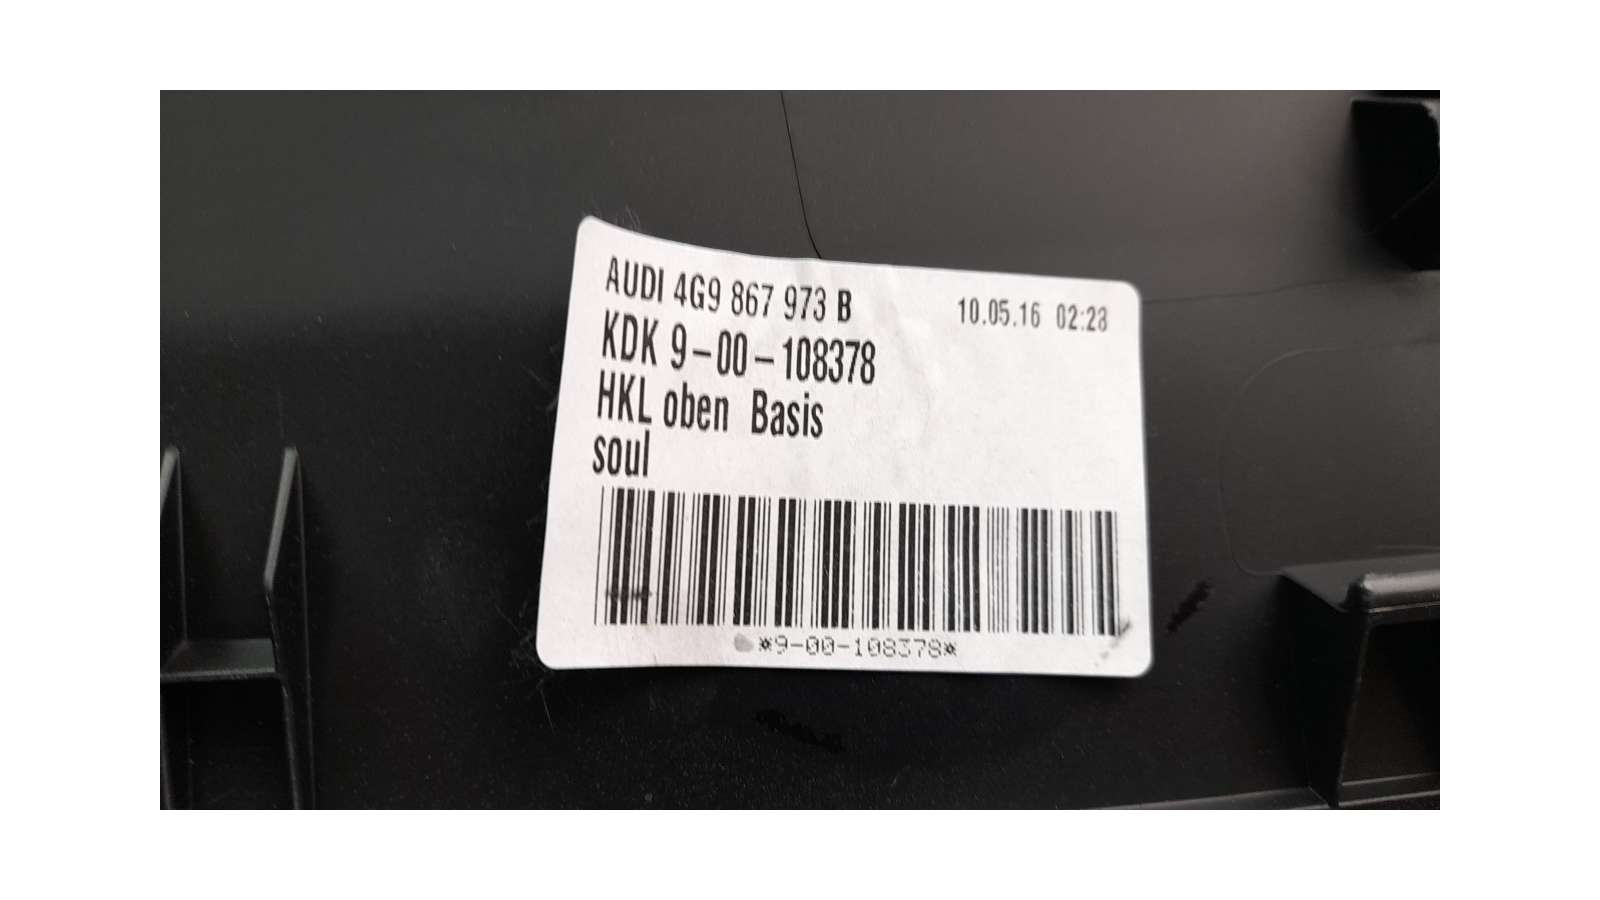 AUDI 4G9 867 973 B 10.05.16 02:23
KDK 9-00-108378
HKL oben Basis
soul
*9-00-108378*